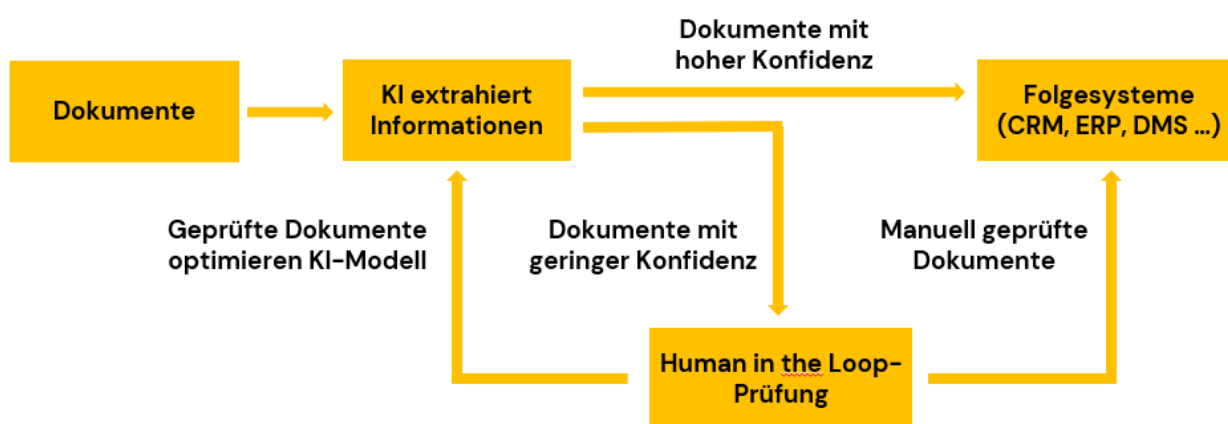 Dokumente mit
hoher Konfidenz
Dokumente
KI extrahiert
Informationen
Folgesysteme
(CRM, ERP, DMS ...)
Geprüfte Dokumente
optimieren KI-Modell
Dokumente mit
geringer Konfidenz
Manuell geprüfte
Dokumente
Human in the Loop-
Prüfung